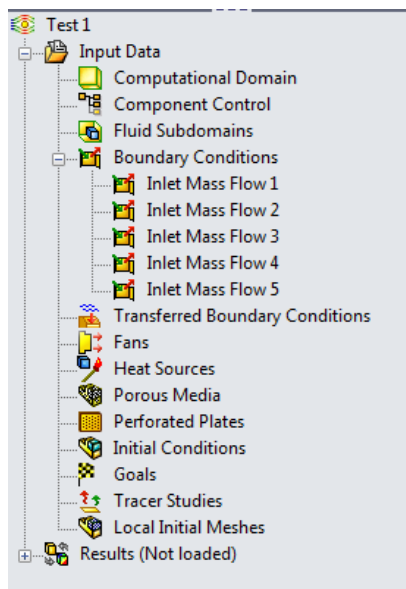 Test 1
Input Data
Computational Domain
Component Control
Fluid Subdomains
Boundary Conditions
Inlet Mass Flow 1
Inlet Mass Flow 2
Inlet Mass Flow 3
Inlet Mass Flow 4
Inlet Mass Flow 5
Transferred Boundary Conditions
Fans
Heat Sources
Porous Media
Perforated Plates
Initial Conditions
Goals
Tracer Studies
Local Initial Meshes
Results (Not loaded)